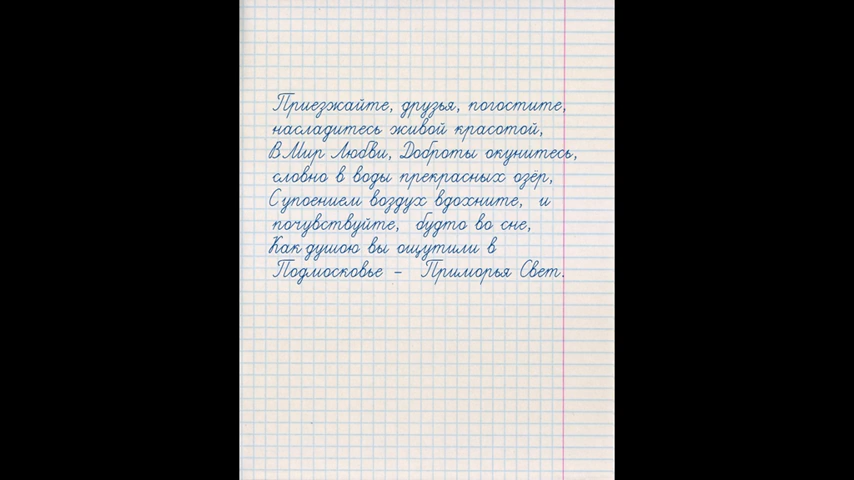 Приезжайте, друзья, погостите,
насладитесь живой красотой,
В Мир Любви, Доброты окунитесь,
словно в воды прекрасных озёр,
С упоением воздух вдохните, и
почувствуйте, будто во сне,
Как душою вы ощутили в
Подмосковье - Приморья Свет.